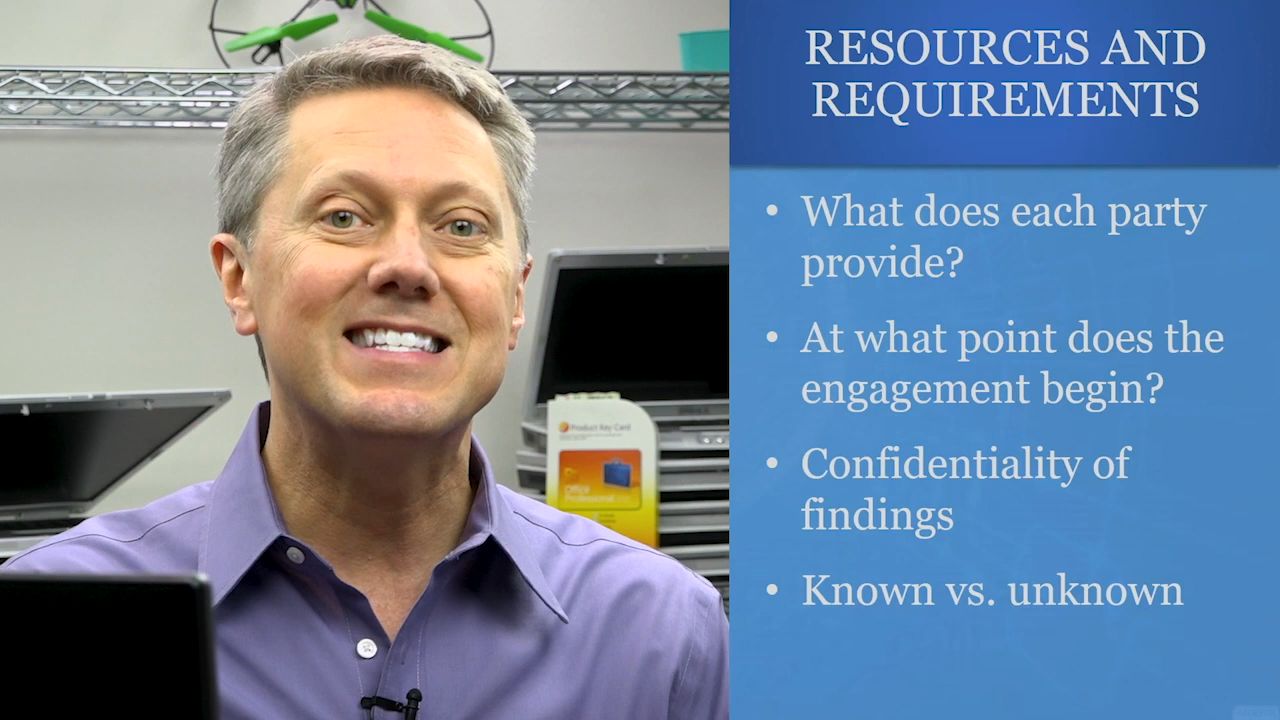 RESOURCES AND
REQUIREMENTS
• What does each party
provide?
• At what point does the
engagement begin?
• Confidentiality of
findings
• Known vs. unknown
Product Key Card
Office
Professional